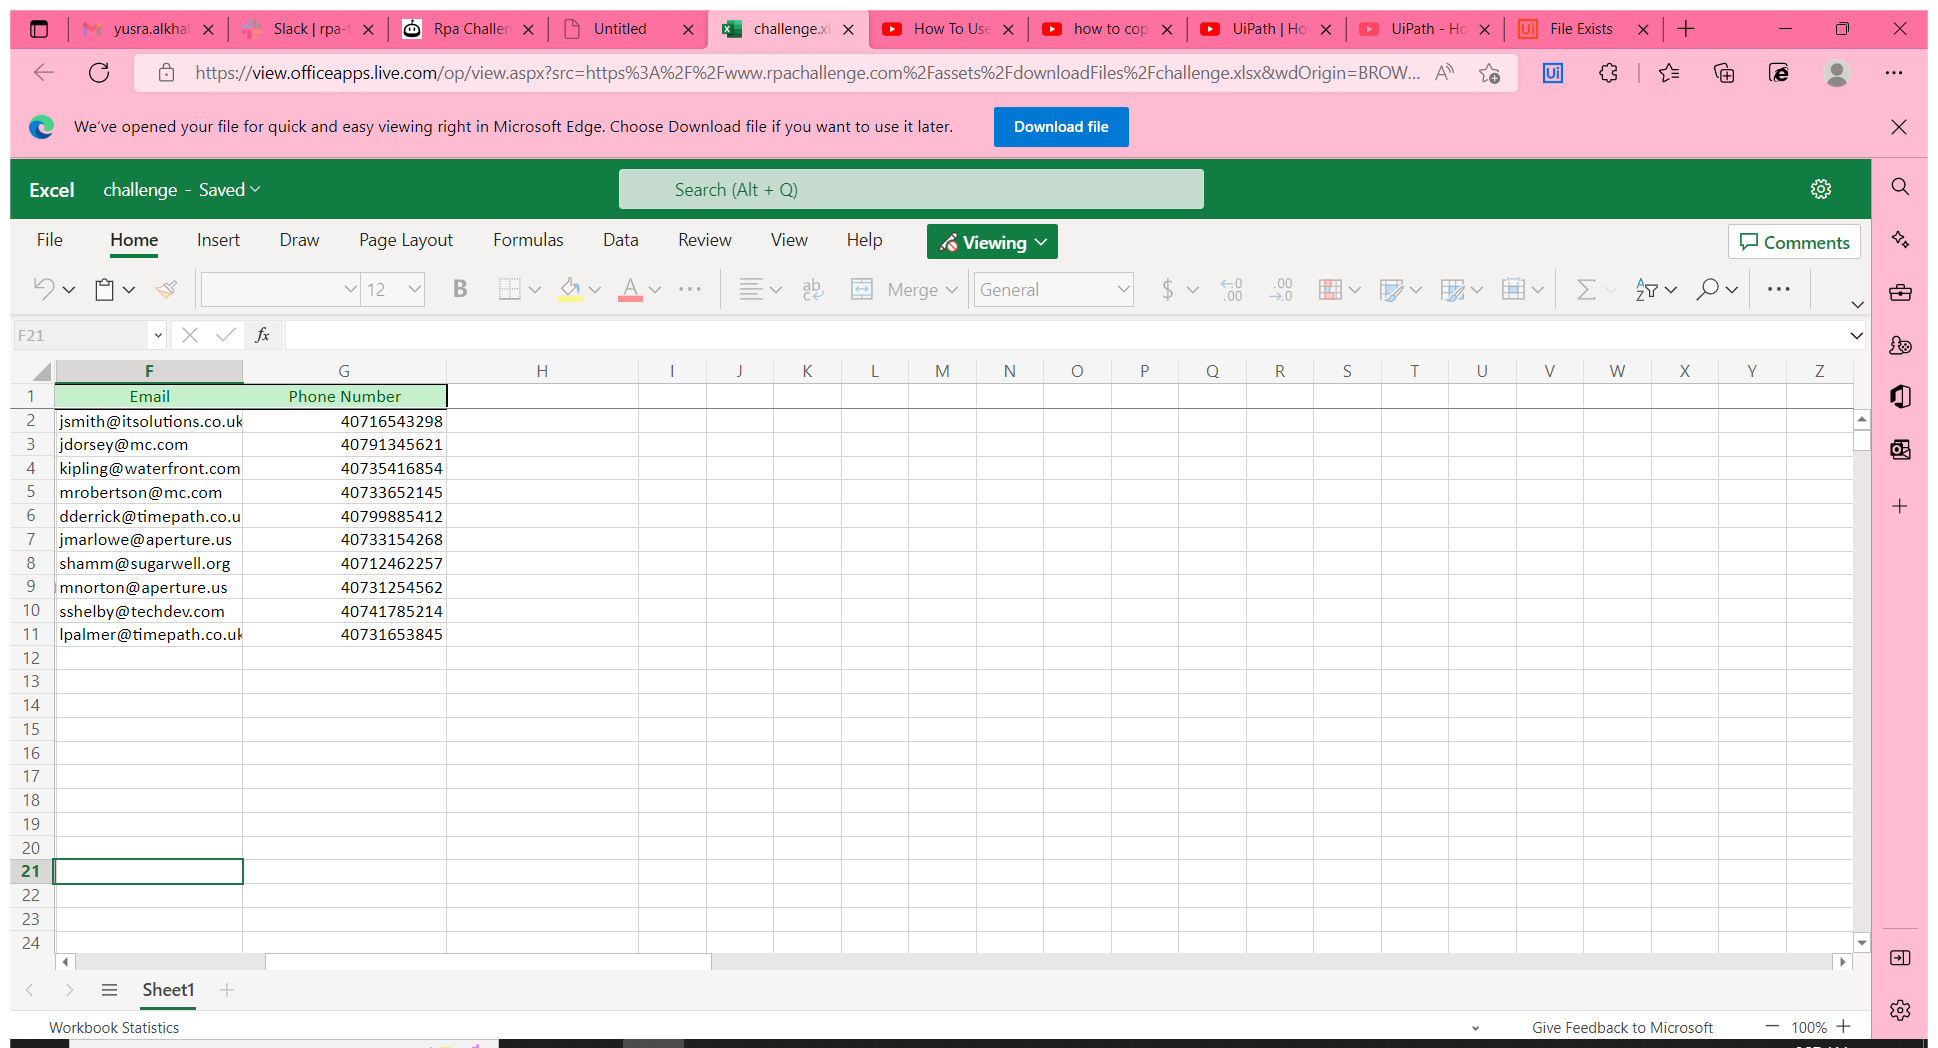 yusra.alkhal Slack | rpa-t Rpa Challen Untitled challenge.xl How To Use how to cop UiPath | Ho UiPath - Ho Ui File Exists
https://view.officeapps.live.com/op/view.aspx?src=https%3A%2F%2Fwww.rpachallenge.com%2Fassets%2FdownloadFiles%2Fchallenge.xlsx&wdOrigin=BROW... Ui
We've opened your file for quick and easy viewing right in Microsoft Edge. Choose Download file if you want to use it later. Download file
Excel challenge - Saved Search (Alt + Q)
File Home Insert Draw Page Layout Formulas Data Review View Help Viewing Comments
12 B A ab Merge General $ .00 .00 Σ
F21 fx
F G H I J K L M N O P Q R S T U V W X Y Z
1 Email Phone Number
2 jsmith@itsolutions.co.uk 40716543298
3 jdorsey@mc.com 40791345621
4 kipling@waterfront.com 40735416854
5 mrobertson@mc.com 40733652145
6 dderrick@timepath.co.u 40799885412
7 jmarlowe@aperture.us 40733154268
8 shamm@sugarwell.org 40712462257
9 mnorton@aperture.us 40731254562
10 sshelby@techdev.com 40741785214
11 lpalmer@timepath.co.uk 40731653845
12
13
14
15
16
17
18
19
20
21
22
23
24
Sheet1
Workbook Statistics Give Feedback to Microsoft 100%